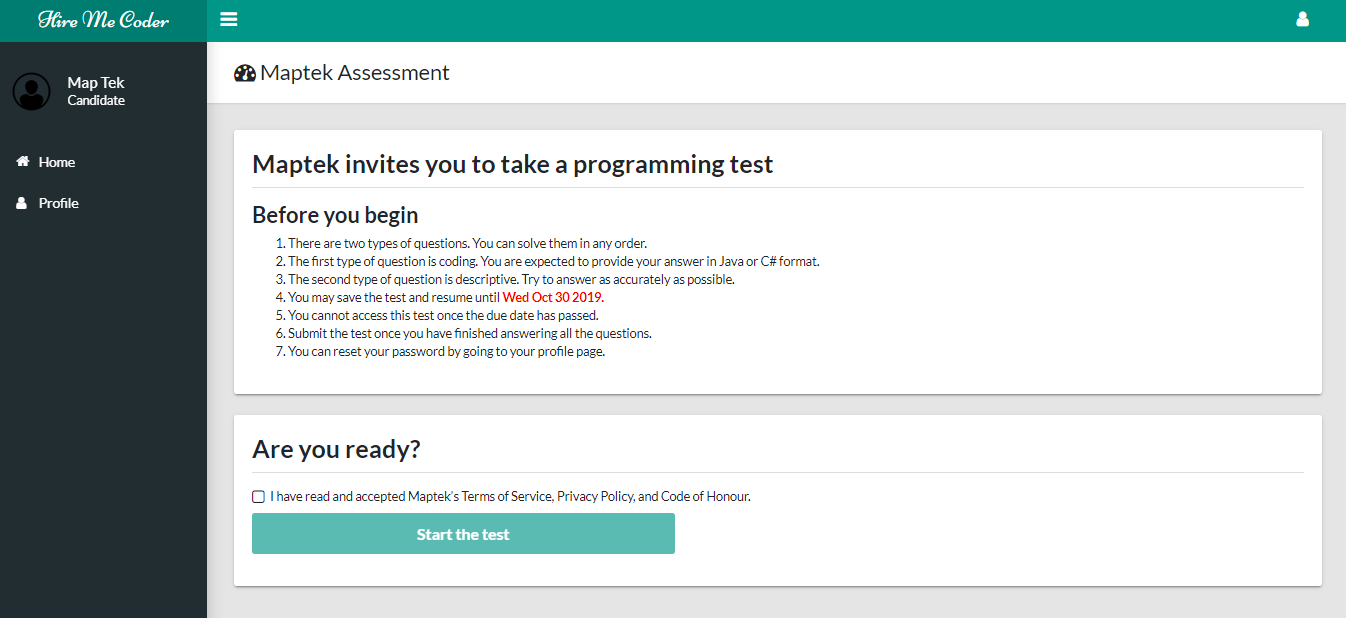 Hire Me Coder
Map Tek
Candidate
Home
Profile
Maptek Assessment
Maptek invites you to take a programming test
Before you begin
1. There are two types of questions. You can solve them in any order.
2. The first type of question is coding. You are expected to provide your answer in Java or C# format.
3. The second type of question is descriptive. Try to answer as accurately as possible.
4. You may save the test and resume until Wed Oct 30 2019.
5. You cannot access this test once the due date has passed.
6. Submit the test once you have finished answering all the questions.
7. You can reset your password by going to your profile page.
Are you ready?
I have read and accepted Maptek's Terms of Service, Privacy Policy, and Code of Honour.
Start the test